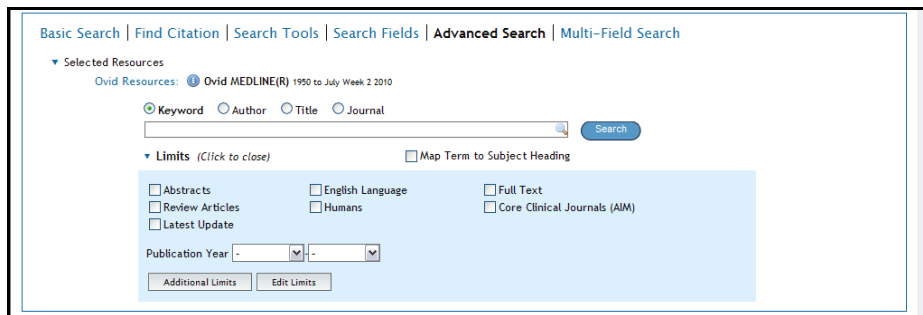 Basic Search | Find Citation | Search Tools | Search Fields | Advanced Search | Multi-Field Search
▼ Selected Resources
Ovid Resources: Ovid MEDLINE(R) 1950 to July Week 2 2010
Keyword Author Title Journal
Search
▼ Limits (Click to close) Map Term to Subject Heading
Abstracts English Language Full Text
Review Articles Humans Core Clinical Journals (AIM)
Latest Update
Publication Year - - -
Additional Limits Edit Limits